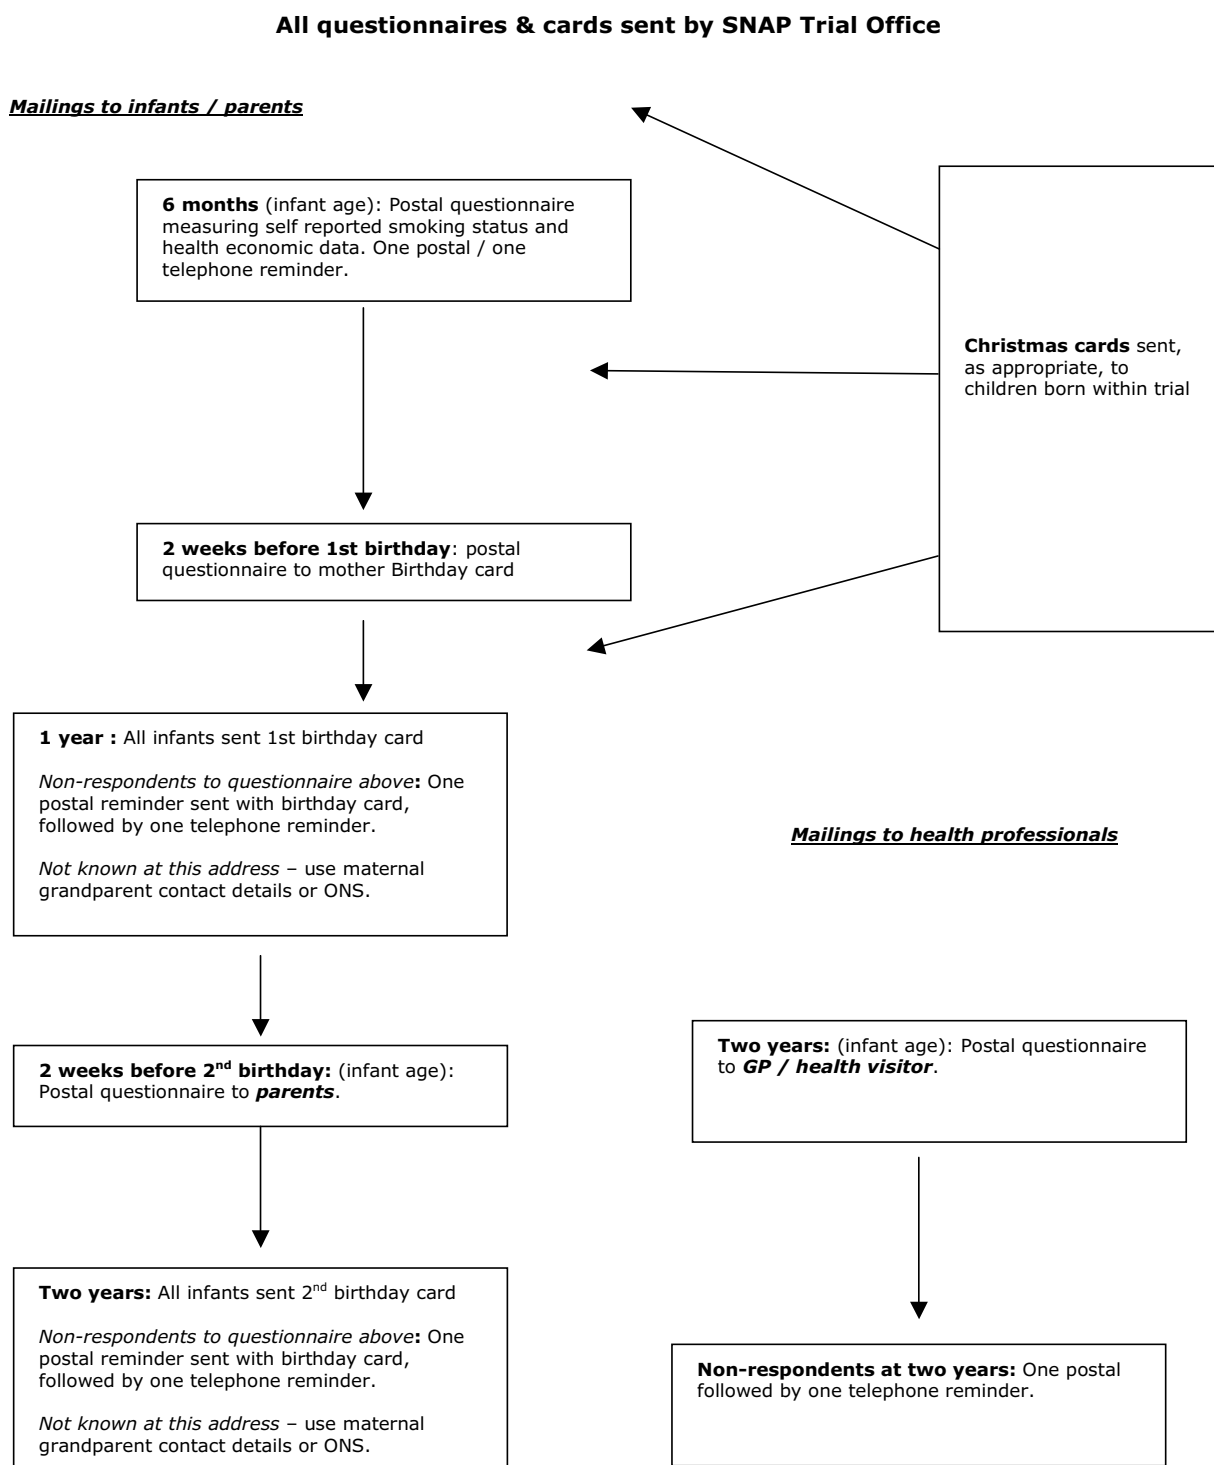 All questionnaires & cards sent by SNAP Trial Office
Mailings to infants / parents
6 months (infant age): Postal questionnaire
measuring self reported smoking status and
health economic data. One postal / one
telephone reminder.
Christmas cards sent,
as appropriate, to
children born within trial
2 weeks before 1st birthday: postal
questionnaire to mother Birthday card
1 year : All infants sent 1st birthday card
Non-respondents to questionnaire above: One
postal reminder sent with birthday card,
followed by one telephone reminder.
Not known at this address – use maternal
grandparent contact details or ONS.
Mailings to health professionals
2 weeks before 2nd birthday: (infant age):
Postal questionnaire to parents.
Two years: (infant age): Postal questionnaire
to GP / health visitor.
Two years: All infants sent 2nd birthday card
Non-respondents to questionnaire above: One
postal reminder sent with birthday card,
followed by one telephone reminder.
Not known at this address – use maternal
grandparent contact details or ONS.
Non-respondents at two years: One postal
followed by one telephone reminder.